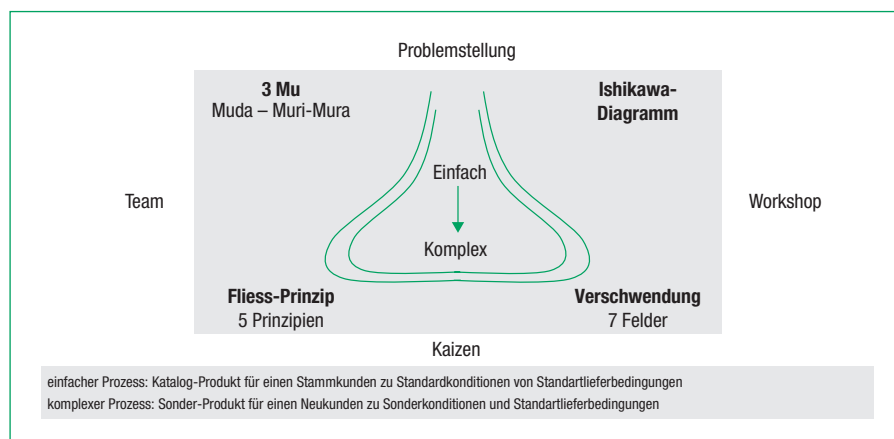 Problemstellung
3 Mu
Muda – Muri-Mura
Ishikawa-
Diagramm
Einfach
Team
Workshop
Komplex
Fliess-Prinzip
5 Prinzipien
Verschwendung
7 Felder
Kaizen
einfacher Prozess: Katalog-Produkt für einen Stammkunden zu Standardkonditionen von Standartlieferbedingungen
komplexer Prozess: Sonder-Produkt für einen Neukunden zu Sonderkonditionen und Standartlieferbedingungen